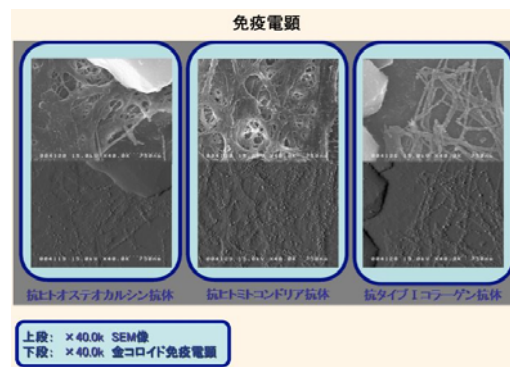 免疫電顕
抗ヒトオステオカルシン抗体
抗ヒトミトコンドリア抗体
抗タイプⅠコラーゲン抗体
上段: ×40.0k SEM像
下段: ×40.0k 金コロイド免疫電顕